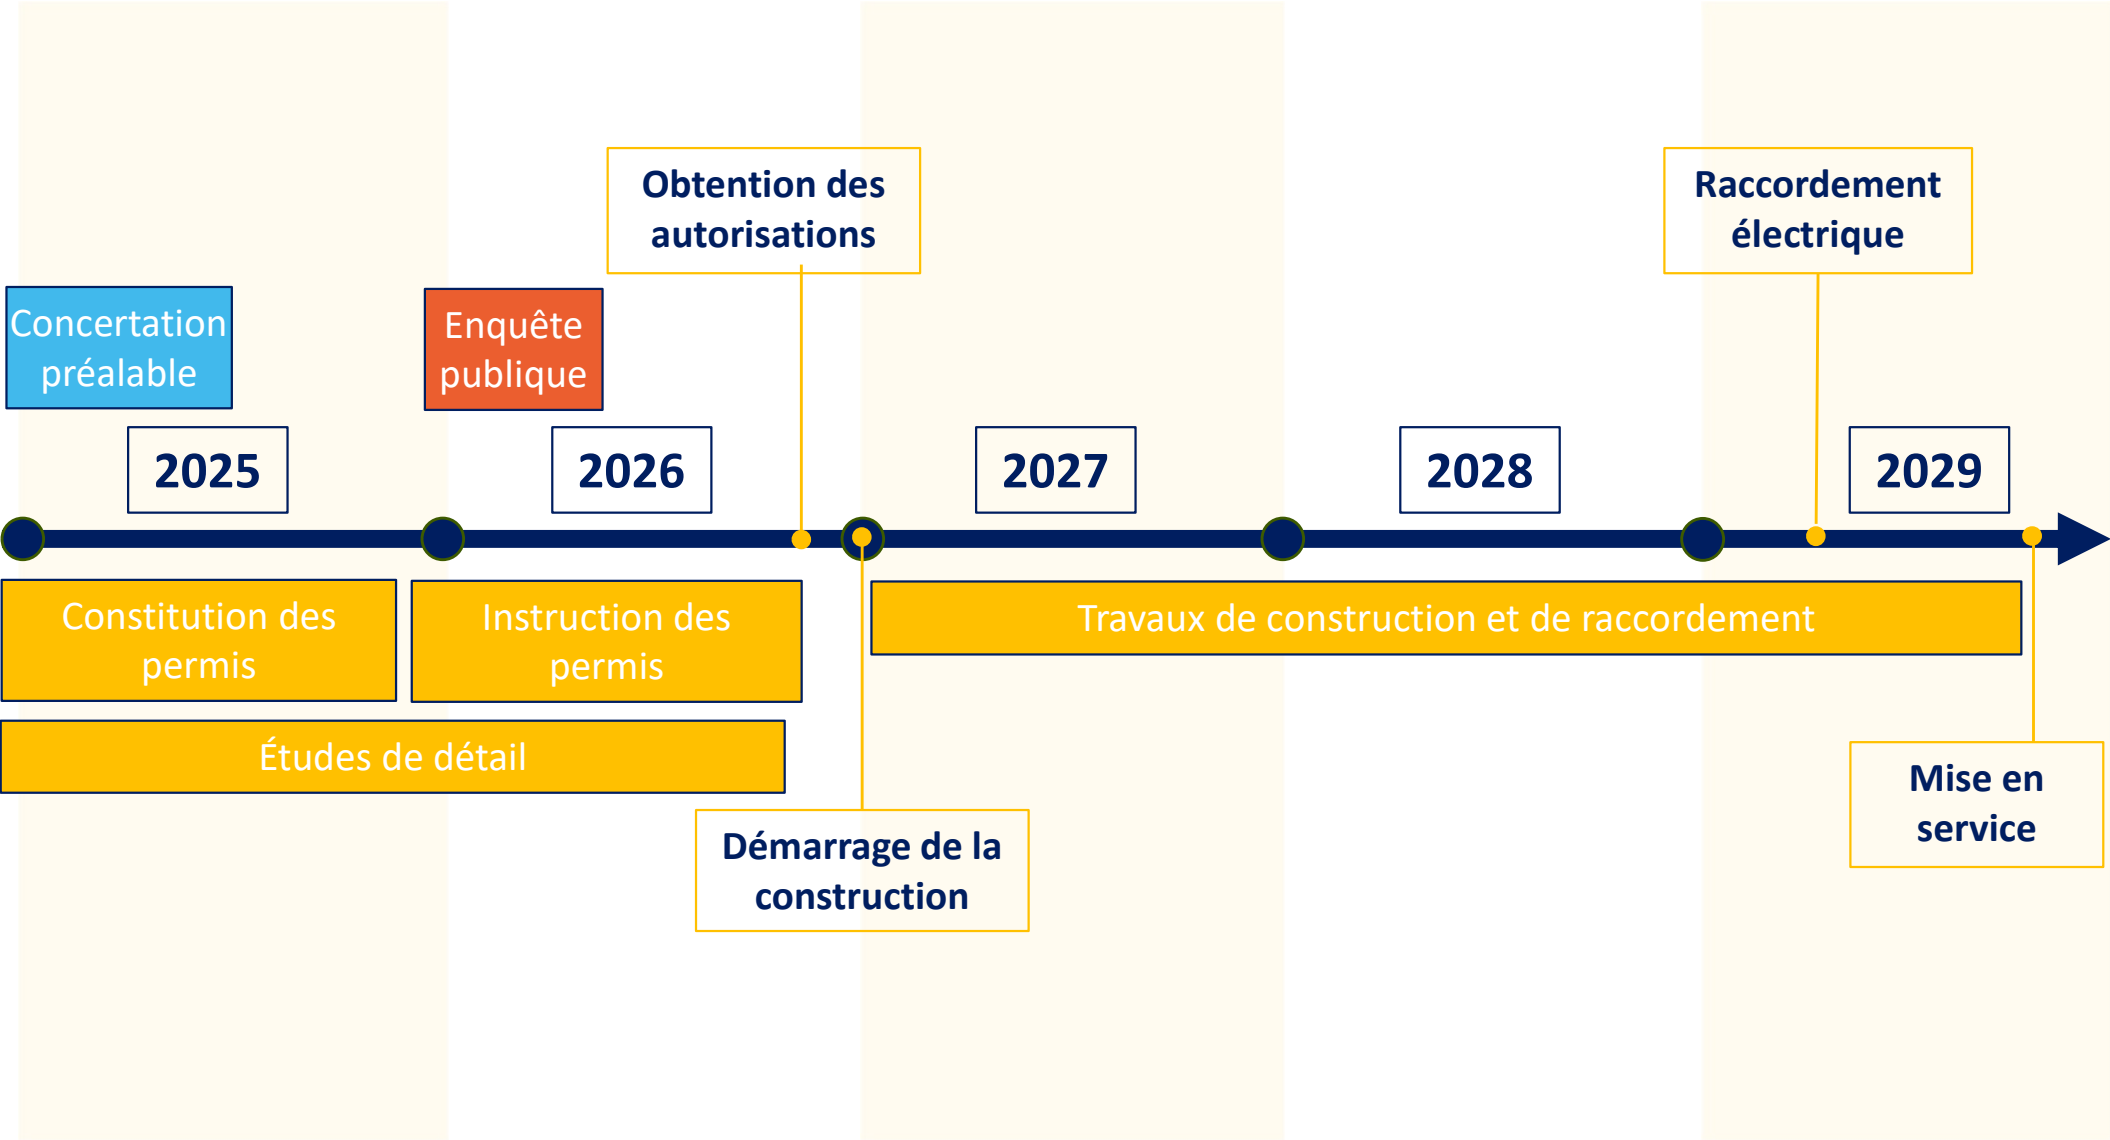 Obtention des
autorisations
Raccordement
électrique
Concertation
préalable
Enquête
publique
2025
2026
2027
2028
2029
Constitution des
permis
Instruction des
permis
Travaux de construction et de raccordement
Études de détail
Démarrage de la
construction
Mise en
service